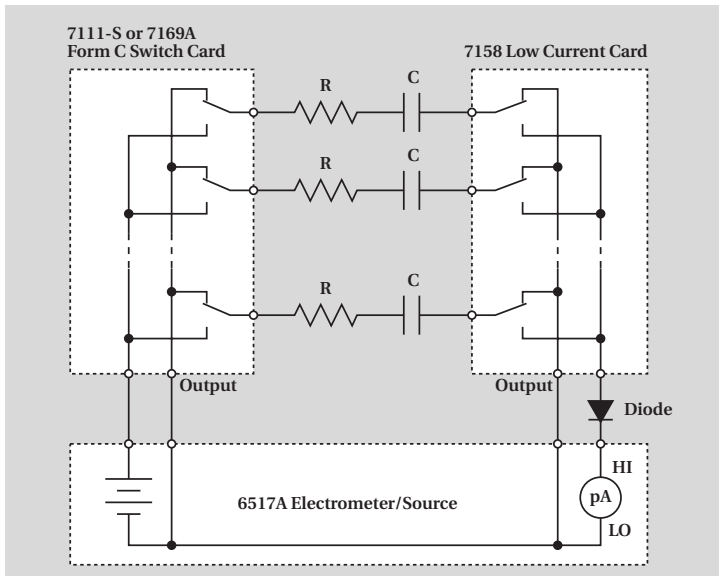 7111-S or 7169A
Form C Switch Card
7158 Low Current Card
R
C
C
R
C
R
C
Output
Output
Diode
HI
6517A Electrometer/Source
pA
LO